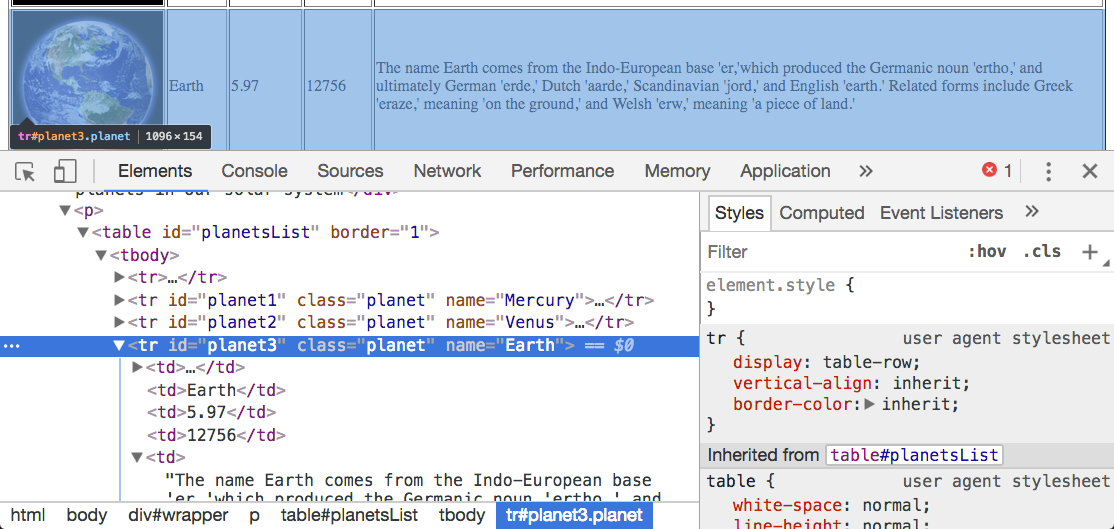 Earth 5.97 12756 The name Earth comes from the Indo-European base 'er,'which produced the Germanic noun 'ertho,' and
ultimately German 'erde,' Dutch 'aarde,' Scandinavian 'jord,' and English 'earth.' Related forms include Greek
'eraze,' meaning 'on the ground,' and Welsh 'erw,' meaning 'a piece of land.'
tr#planet3.planet | 1096×154
Elements Console Sources Network Performance Memory Application » 1
planets in our solar system</div>
▼<p>
▼<table id="planetsList" border="1">
▼<tbody>
▶<tr>…</tr>
▶<tr id="planet1" class="planet" name="Mercury">…</tr>
▶<tr id="planet2" class="planet" name="Venus">…</tr>
… ▼<tr id="planet3" class="planet" name="Earth"> == $0
▶<td>…</td>
<td>Earth</td>
<td>5.97</td>
<td>12756</td>
▼<td>
"The name Earth comes from the Indo-European base
'er,'which produced the Germanic noun 'ertho,' and
html body div#wrapper p table#planetsList tbody tr#planet3.planet
Styles Computed Event Listeners »
Filter :hov .cls +
element.style {
}
tr { user agent stylesheet
display: table-row;
vertical-align: inherit;
border-color:▶ inherit;
}
Inherited from table#planetsList
table { user agent stylesheet
white-space: normal;
line-height: normal;